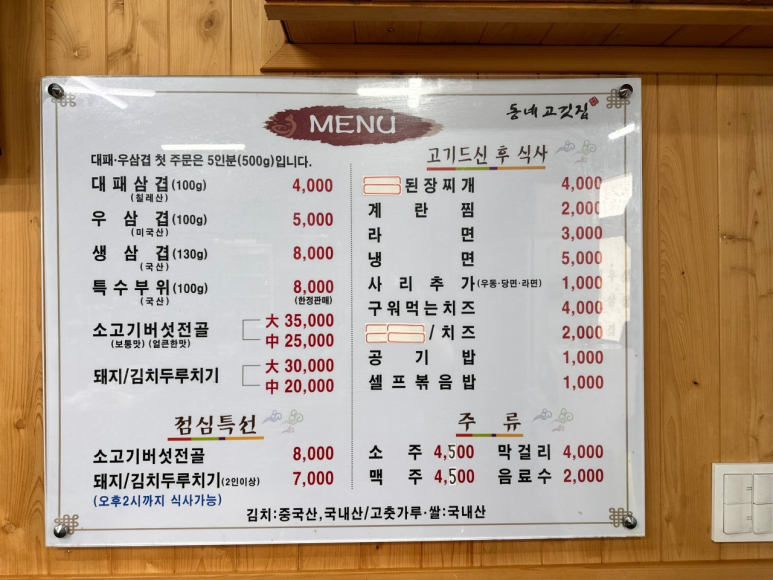 MENU
동네고깃집
대패·우삼겹 첫 주문은 5인분(500g)입니다.
대패삼겹(100g) 4,000
(칠레산)
우삼겹(100g) 5,000
(미국산)
생삼겹(130g) 8,000
(국산)
특수부위(100g) 8,000
(국산) (한정판매)
소고기버섯전골 大 35,000
(보통맛) (얼큰한맛) 中 25,000
돼지/김치두루치기 大 30,000
中 20,000
점심특선
소고기버섯전골 8,000
돼지/김치두루치기(2인이상) 7,000
(오후2시까지 식사가능)
고기드신 후 식사
된장찌개 4,000
계란찜 2,000
라면 3,000
냉면 5,000
사리추가(우동·당면·라면) 1,000
구워먹는치즈 4,000
/치즈 2,000
공기밥 1,000
셀프볶음밥 1,000
주류
소주 4,500 막걸리 4,000
맥주 4,500 음료수 2,000
김치:중국산,국내산/고춧가루·쌀:국내산